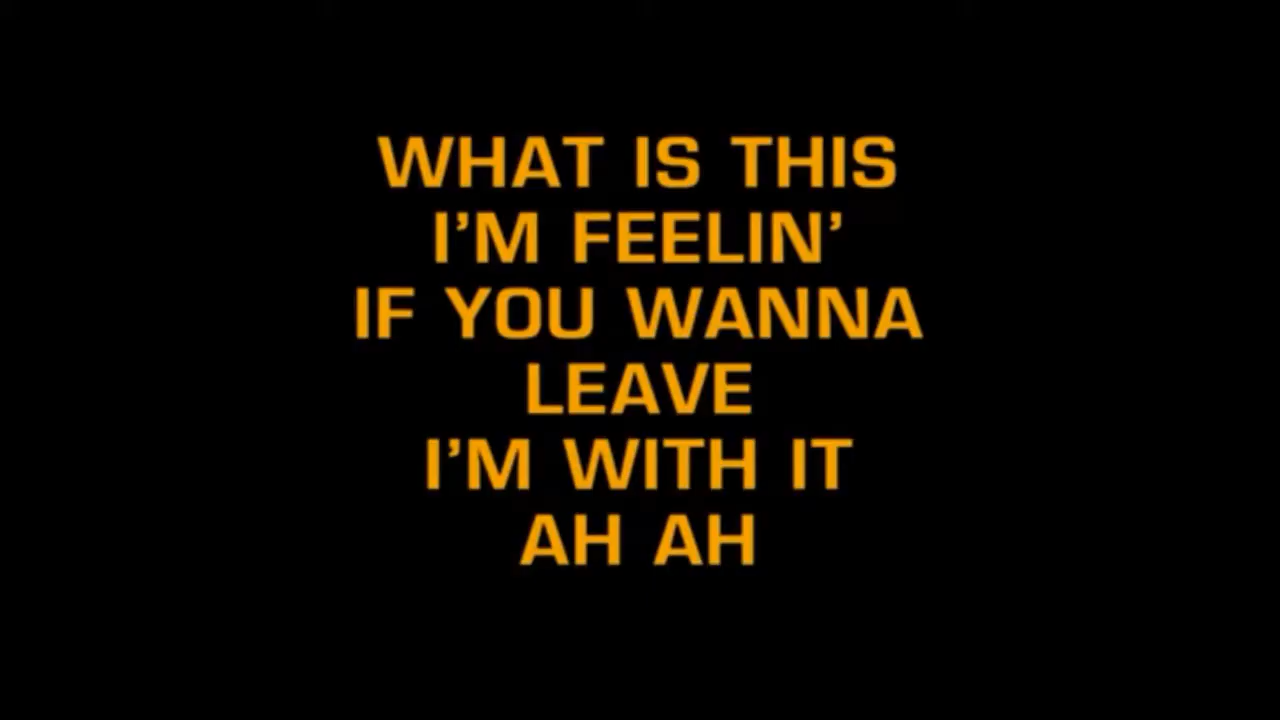 WHAT IS THIS
I'M FEELIN'
IF YOU WANNA
LEAVE
I'M WITH IT
AH AH